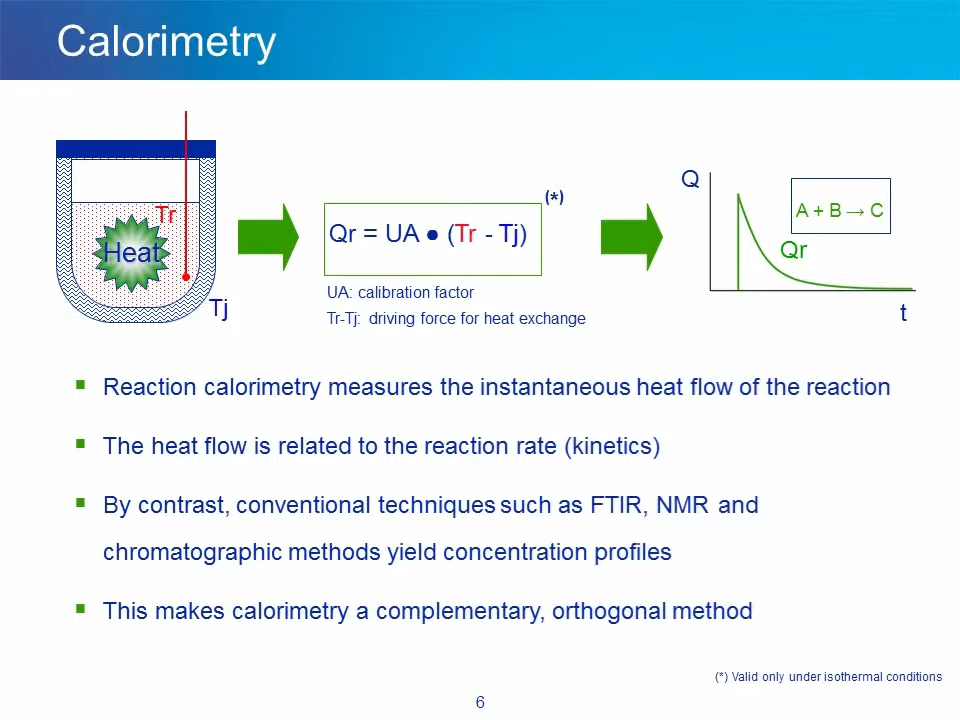 Calorimetry
Tr
Heat
Tj
(*)
Qr = UA ● (Tr - Tj)
UA: calibration factor
Tr-Tj: driving force for heat exchange
Q
A + B → C
Qr
t
Reaction calorimetry measures the instantaneous heat flow of the reaction
The heat flow is related to the reaction rate (kinetics)
By contrast, conventional techniques such as FTIR, NMR and
chromatographic methods yield concentration profiles
This makes calorimetry a complementary, orthogonal method
(*) Valid only under isothermal conditions
6